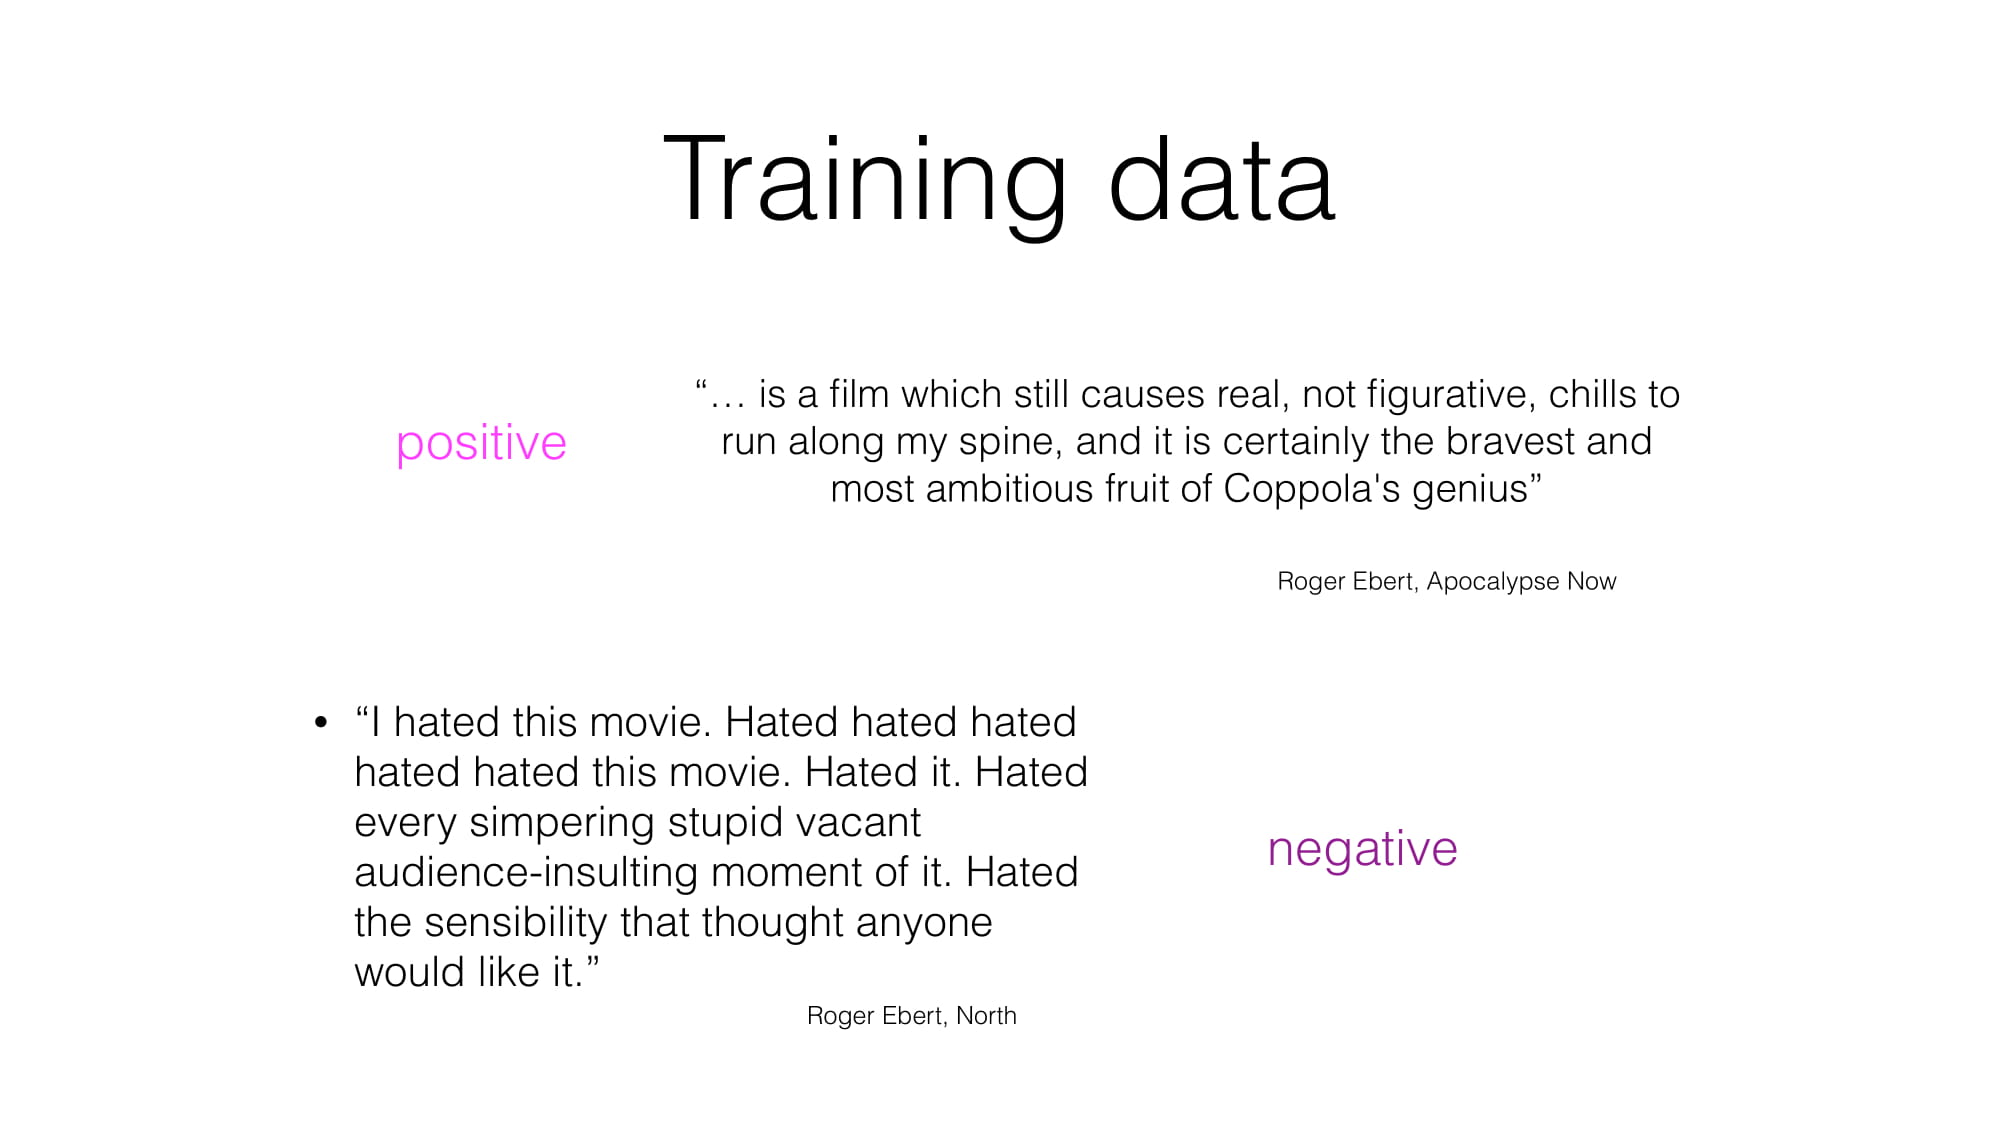 Training data
positive
“… is a film which still causes real, not figurative, chills to
run along my spine, and it is certainly the bravest and
most ambitious fruit of Coppola's genius”
Roger Ebert, Apocalypse Now
• “I hated this movie. Hated hated hated
hated hated this movie. Hated it. Hated
every simpering stupid vacant
audience-insulting moment of it. Hated
the sensibility that thought anyone
would like it.”
Roger Ebert, North
negative